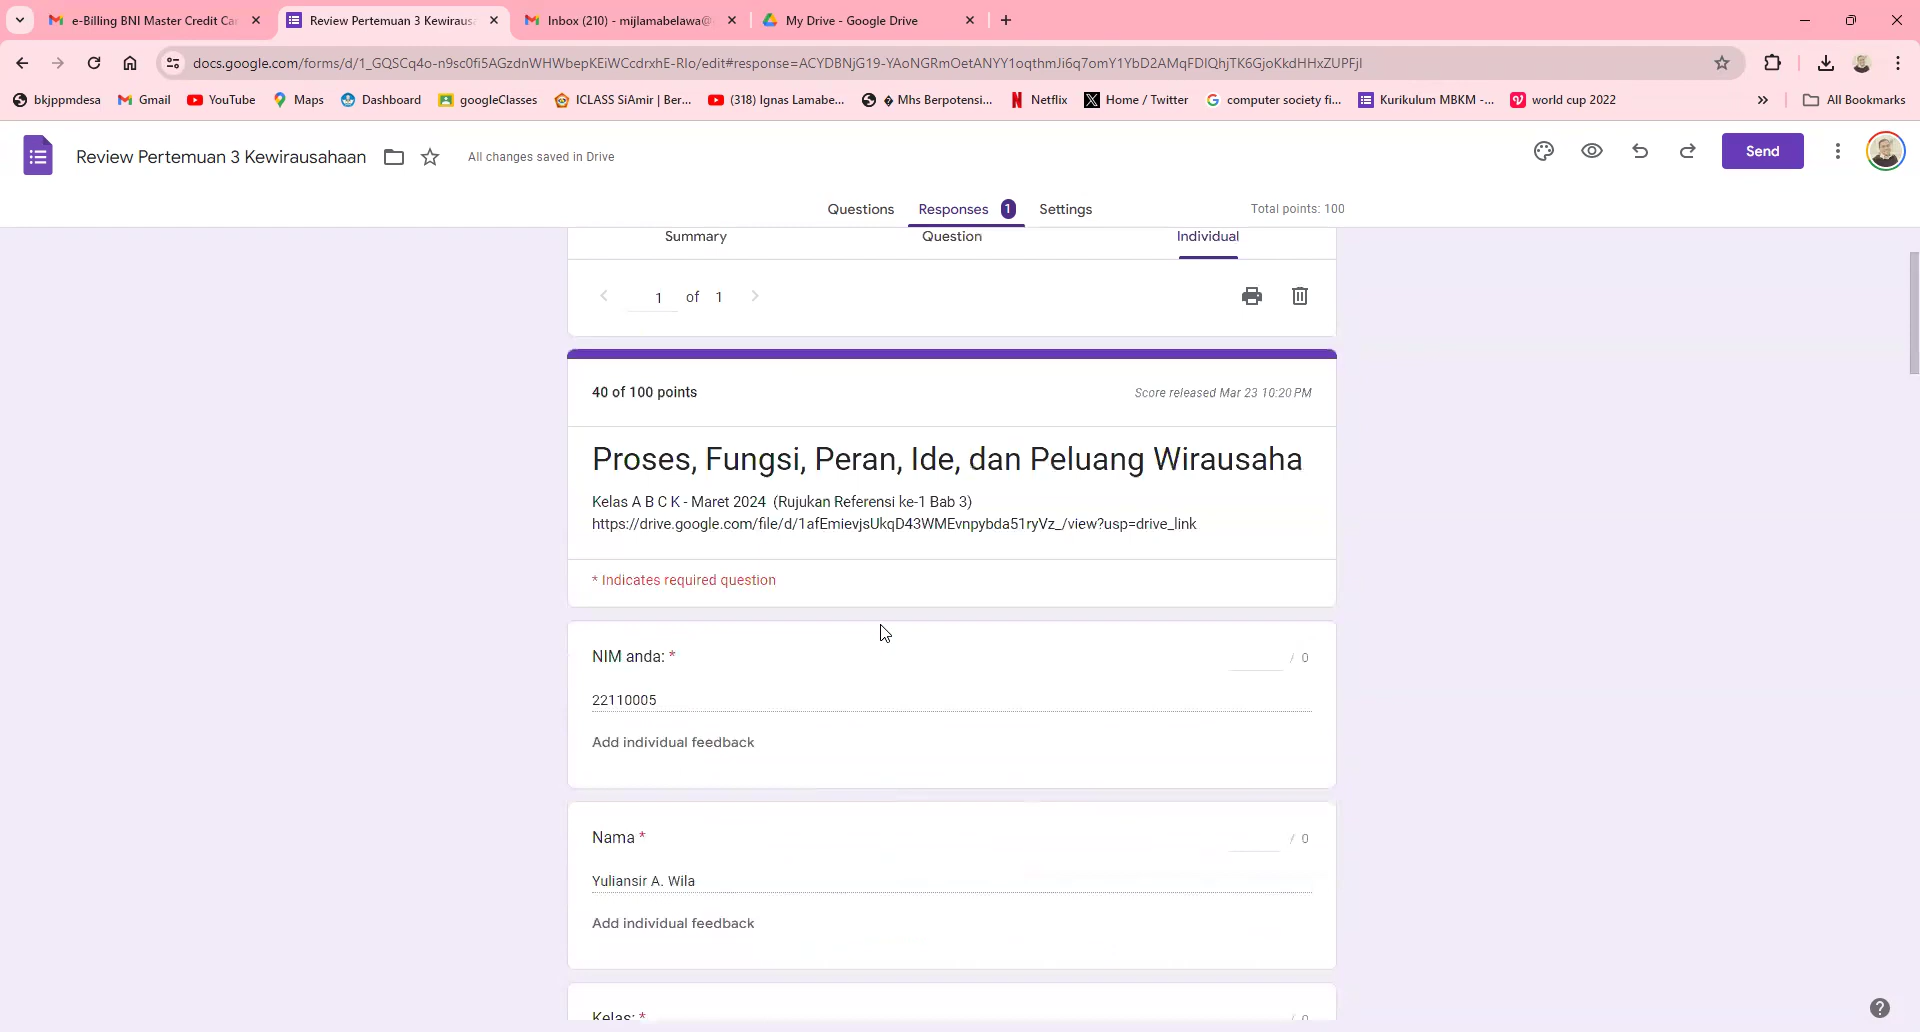 e-Billing BNI Master Credit Ca
Review Pertemuan 3 Kewiraus
Inbox (210) - mijlamabelawa@
My Drive - Google Drive
docs.google.com/forms/d/1_GQSCq4o-n9sc0fi5AGzdnWHWbepKEiWCcdrxhE-RIo/edit#response=ACYDBNjG19-YAoNGRmOetANYY1oqthmJi6q7omY1YbD2AMqFDIQhjTK6GjoKkdHHxZUPFjI
bkjppmdesa
Gmail
YouTube
Maps
Dashboard
googleClasses
ICLASS SiAmir | Ber...
(318) Ignas Lamabe...
� Mhs Berpotensi...
Netflix
Home / Twitter
computer society fi...
Kurikulum MBKM -...
world cup 2022
»
All Bookmarks
Review Pertemuan 3 Kewirausahaan
All changes saved in Drive
Send
Questions
Responses 1
Settings
Total points: 100
Summary
Question
Individual
1 of 1
40 of 100 points
Score released Mar 23 10:20 PM
Proses, Fungsi, Peran, Ide, dan Peluang Wirausaha
Kelas A B C K - Maret 2024 (Rujukan Referensi ke-1 Bab 3)
https://drive.google.com/file/d/1afEmievjsUkqD43WMEvnpybda51ryVz_/view?usp=drive_link
* Indicates required question
NIM anda: *
/ 0
22110005
Add individual feedback
Nama *
/ 0
Yuliansir A. Wila
Add individual feedback
Kelas: *
/ 0